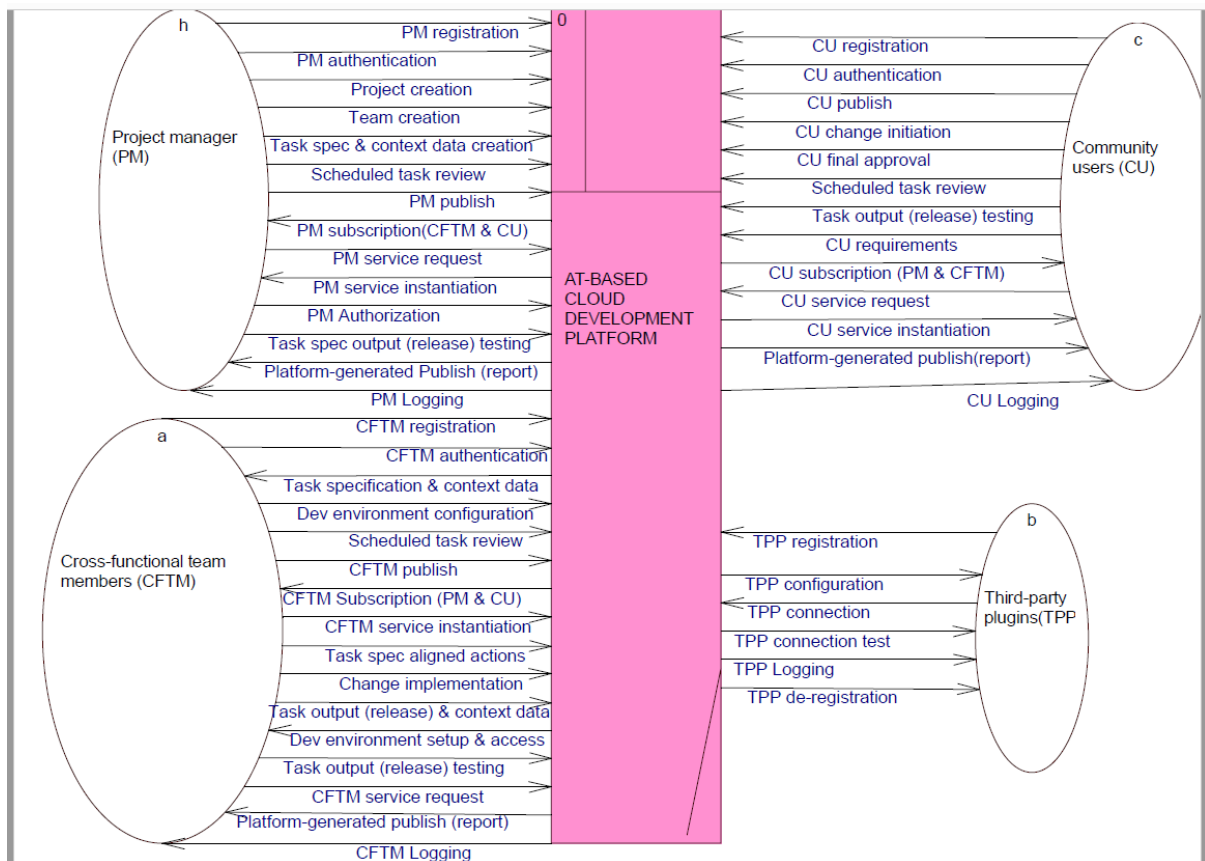 h
PM registration
PM authentication
Project creation
Team creation
Task spec & context data creation
Scheduled task review
PM publish
PM subscription(CFTM & CU)
PM service request
PM service instantiation
PM Authorization
Task spec output (release) testing
Platform-generated Publish (report)
PM Logging
Project manager
(PM)
a
CFTM registration
CFTM authentication
Task specification & context data
Dev environment configuration
Scheduled task review
CFTM publish
CFTM Subscription (PM & CU)
CFTM service instantiation
Task spec aligned actions
Change implementation
Task output (release) & context data
Dev environment setup & access
Task output (release) testing
CFTM service request
Platform-generated publish (report)
CFTM Logging
Cross-functional team
members (CFTM)
0
AT-BASED
CLOUD
DEVELOPMENT
PLATFORM
c
CU registration
CU authentication
CU publish
CU change initiation
CU final approval
Scheduled task review
Task output (release) testing
CU requirements
CU subscription (PM & CFTM)
CU service request
CU service instantiation
Platform-generated publish(report)
CU Logging
Community
users (CU)
b
TPP registration
TPP configuration
TPP connection
TPP connection test
TPP Logging
TPP de-registration
Third-party
plugins(TPP